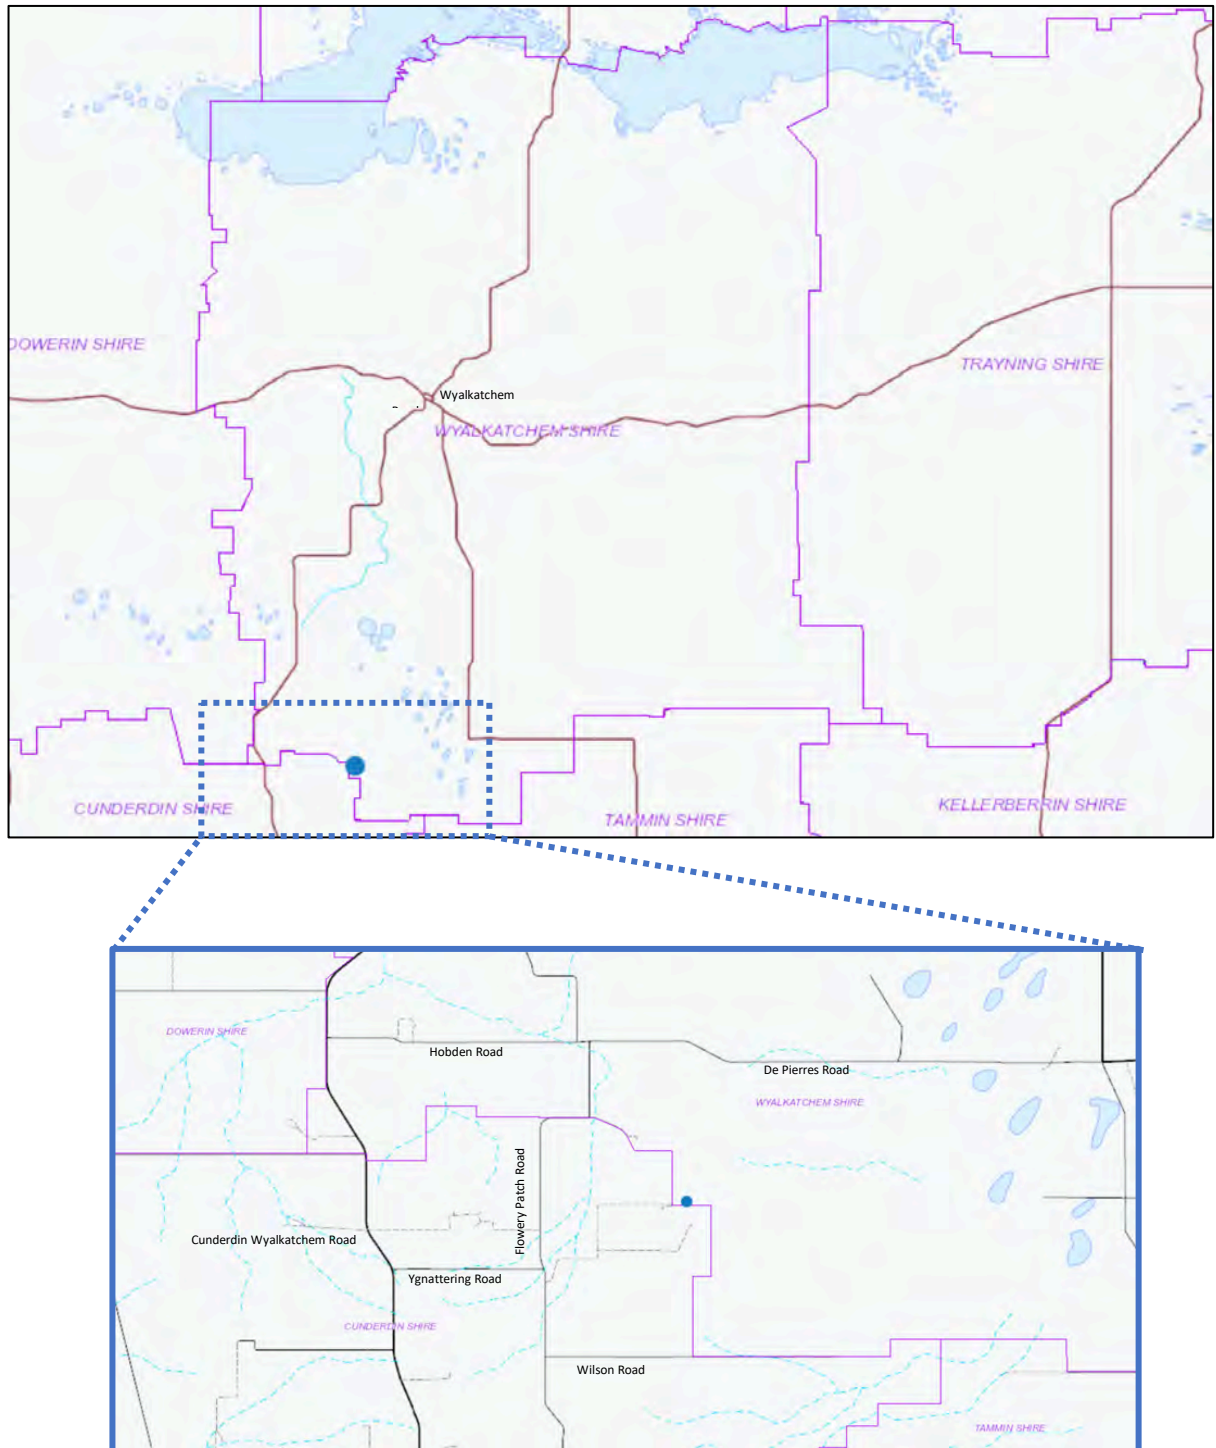 DOWERIN SHIRE
TRAYNING SHIRE
Wyalkatchem
WYALKATCHEM SHIRE
CUNDERDIN SHIRE
TAMMIN SHIRE
KELLERBERRIN SHIRE
DOWERIN SHIRE
Hobden Road
De Pierres Road
WYALKATCHEM SHIRE
Flowery Patch Road
Cunderdin Wyalkatchem Road
Ygnattering Road
CUNDERDIN SHIRE
Wilson Road
TAMMIN SHIRE